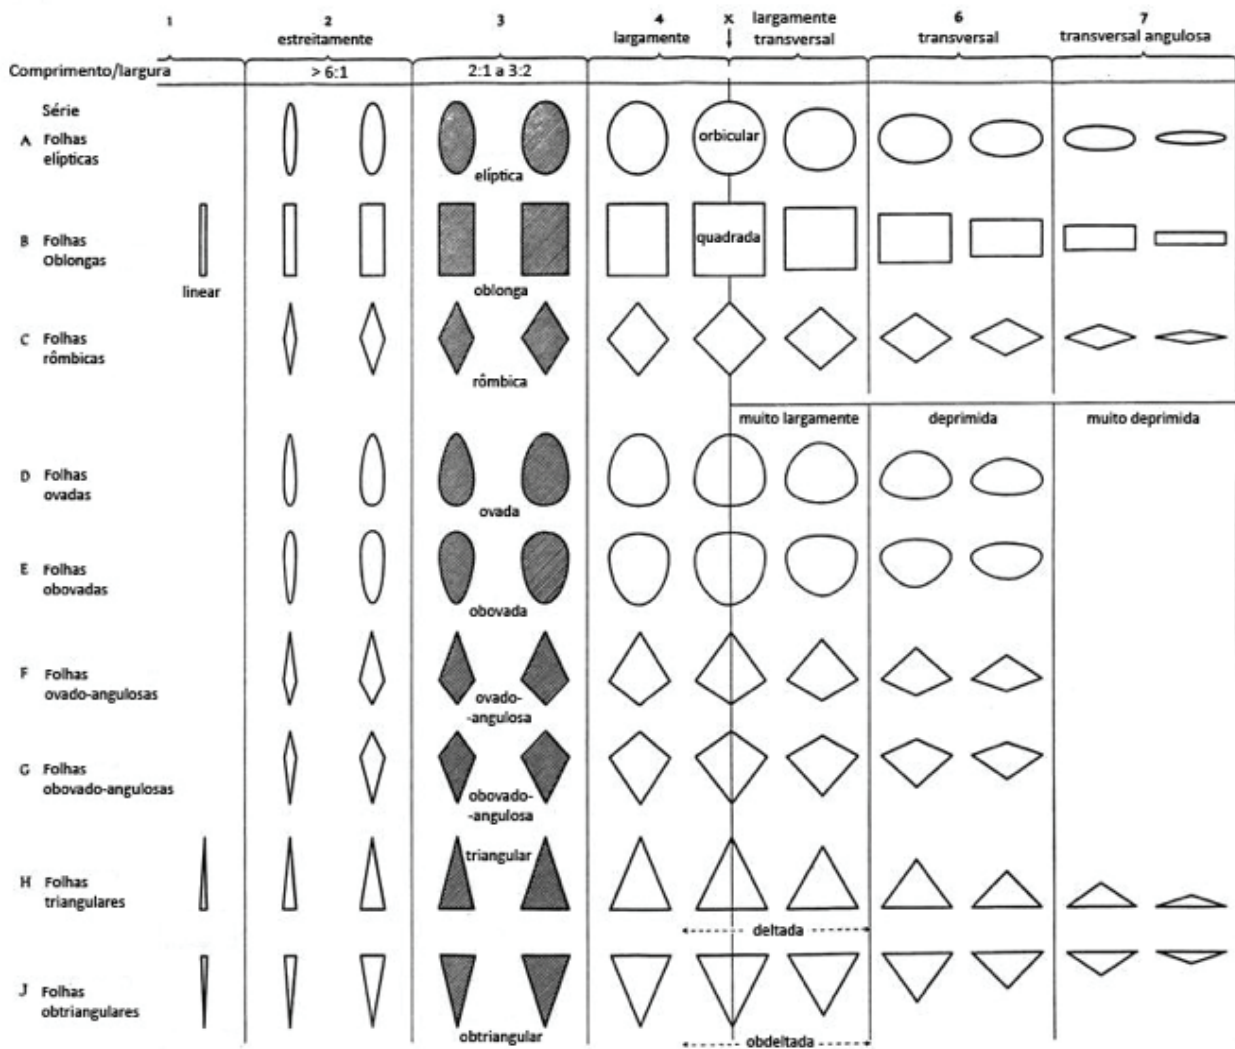 1 2 3 4 x largamente 6 7
estreitamente largamente transversal transversal transversal angulosa
Comprimento/largura > 6:1 2:1 a 3:2
Série
A Folhas
elípticas
orbicular
elíptica
B Folhas
Oblongas
quadrada
linear
oblonga
C Folhas
rômbicas
rômbica
muito largamente deprimida muito deprimida
D Folhas
ovadas
ovada
E Folhas
obovadas
obovada
F Folhas
ovado-angulosas
ovado-
-angulosa
G Folhas
obovado-angulosas
obovado-
-angulosa
triangular
H Folhas
triangulares
deltada
J Folhas
obtriangulares
obtriangular
obdeltada